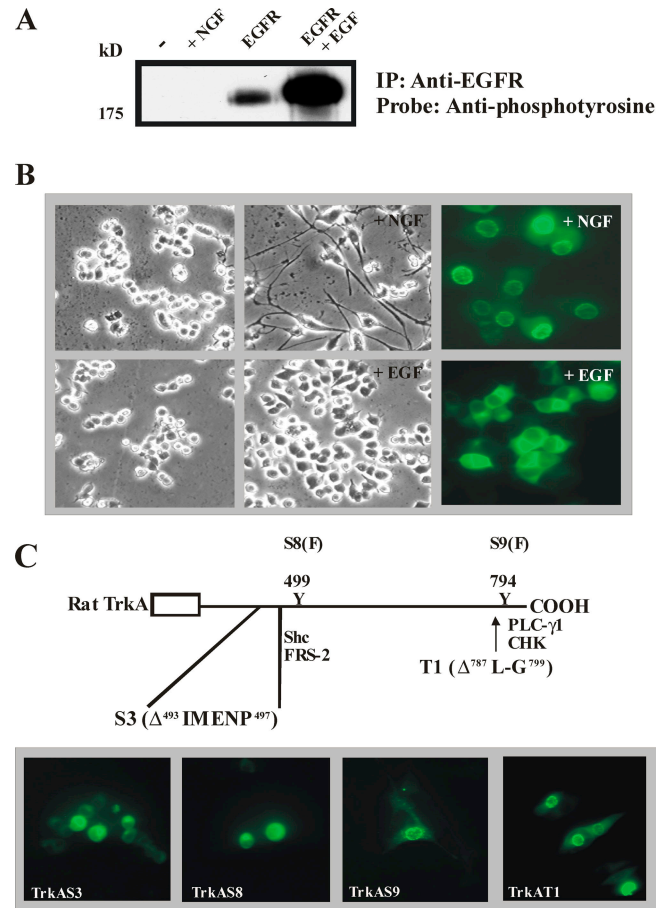 A
kD
-
+ NGF
EGFR
EGFR
+ EGF
175
IP: Anti-EGFR
Probe: Anti-phosphotyrosine
B
+ NGF
+ NGF
+ EGF
+ EGF
C
S8(F)
S9(F)
499
794
Rat TrkA
Y
Y
COOH
Shc
FRS-2
PLC-γ1
CHK
T1 (Δ⁷⁸⁷ L-G⁷⁹⁹)
S3 (Δ⁴⁹³ IMENP⁴⁹⁷)
TrkAS3
TrkAS8
TrkAS9
TrkAT1